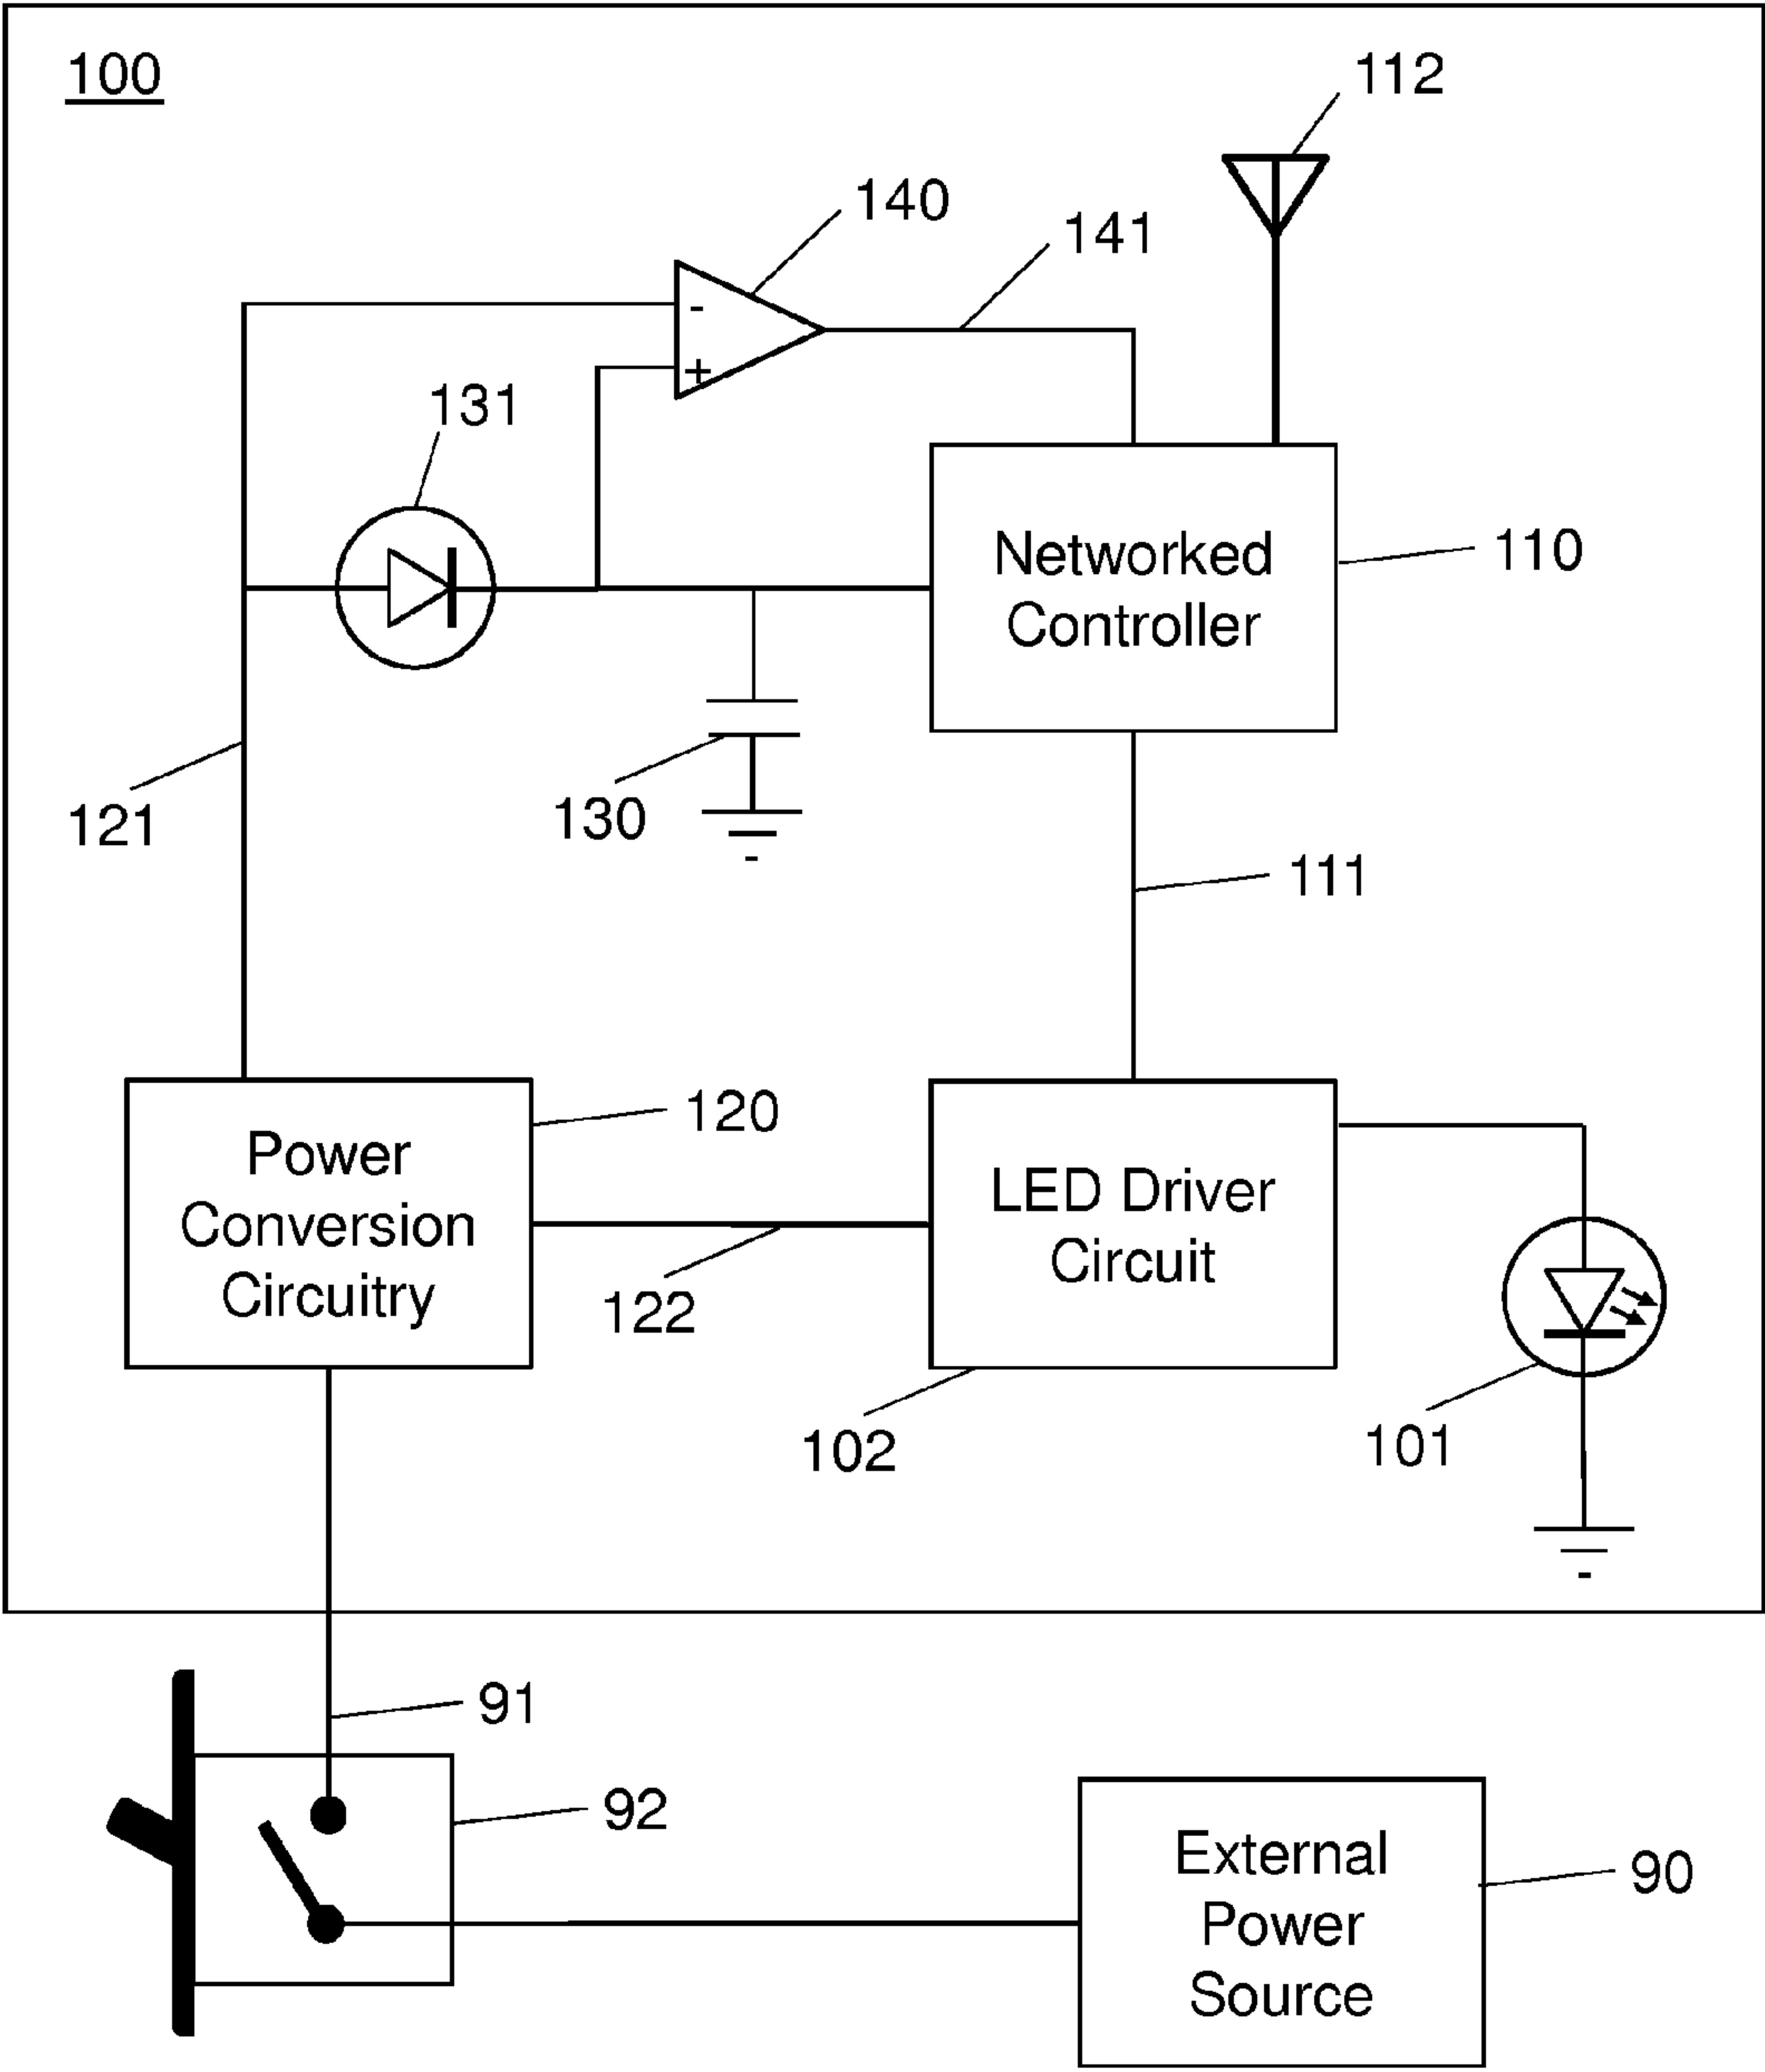 100
112
140
141
-
+
131
Networked
Controller
110
121
130
111
120
Power
Conversion
Circuitry
LED Driver
Circuit
122
102
101
91
92
External
Power
Source
90